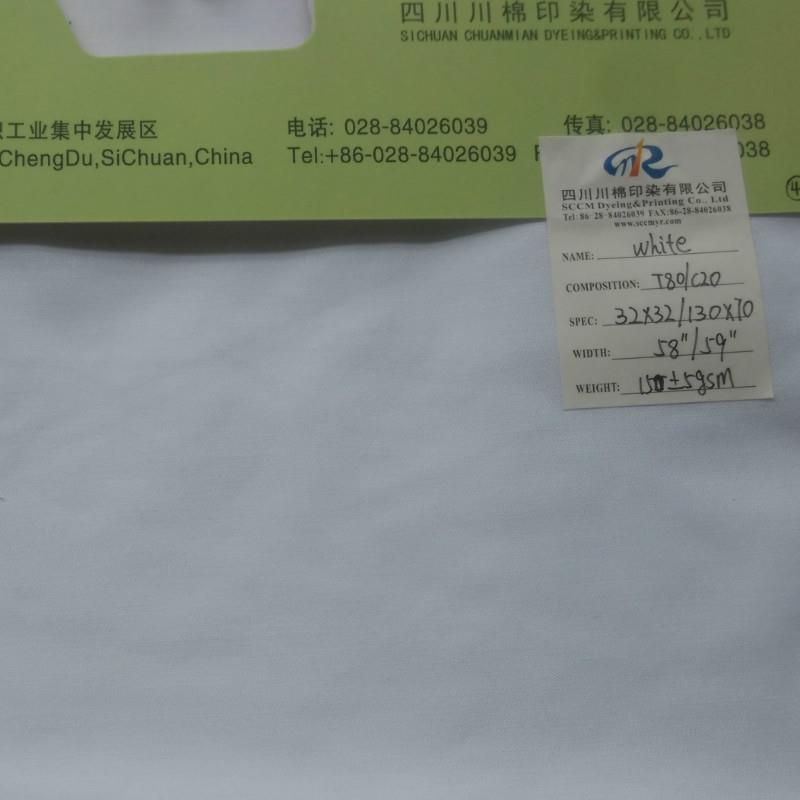 四川川棉印染有限公司
SICHUAN CHUANMIAN DYEING&PRINTING CO.,LTD
织工业集中发展区
电话: 028-84026039
传真: 028-84026038
ChengDu,SiChuan,China
Tel:+86-028-84026039
F
038
四川川棉印染有限公司
SCCM Dyeing&Printing Co., Ltd
Tel: 86-28-84026039 FAX:86-28-84026038
www.sccmyr.com
NAME: white
COMPOSITION: T80/C20
SPEC: 32X32/130X70
WIDTH: 58"/59"
WEIGHT: 150±5gsm